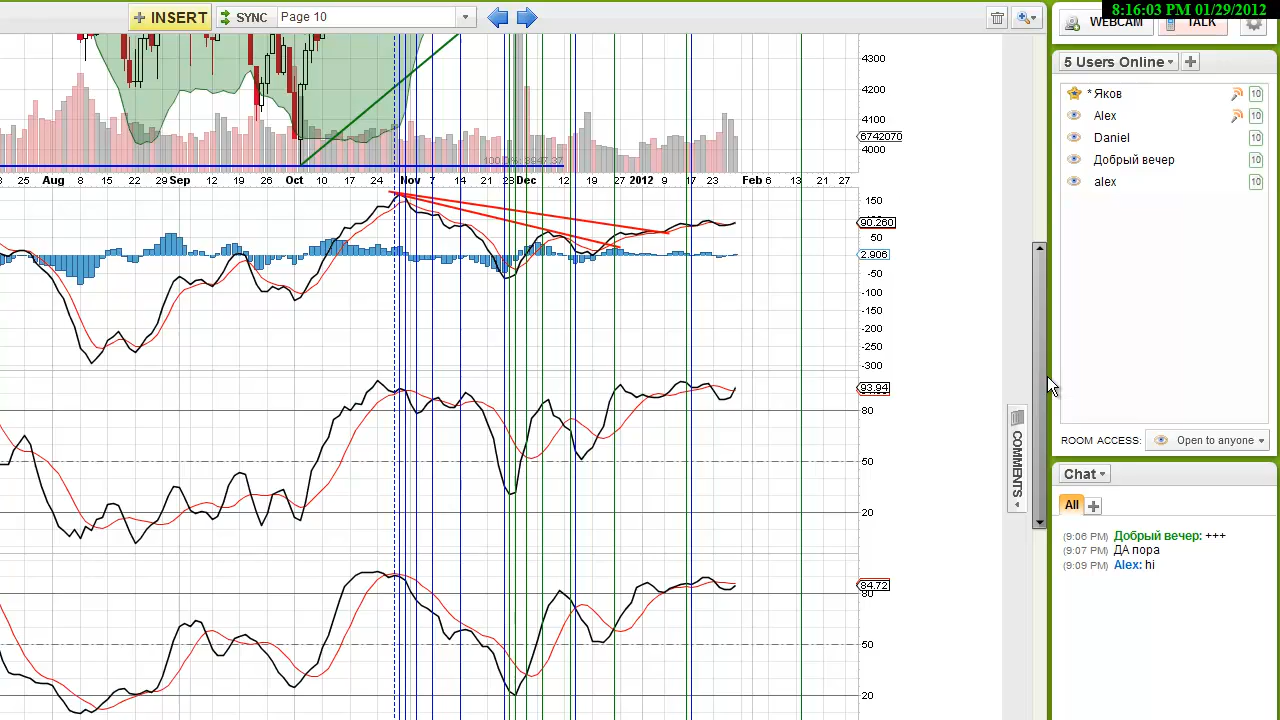 8:16:03 PM 01/29/2012
INSERT
SYNC
Page 10
WEBCAM
TALK
5 Users Online
* Яков
10
Alex
10
Daniel
10
Добрый вечер
10
alex
10
ROOM ACCESS:
Open to anyone
Chat
All
(9:06 PM) Добрый вечер: +++
(9:07 PM) ДА пора
(9:09 PM) Alex: hi
COMMENTS
4300
4200
4100
6742070
4000
25 Aug 8 15 22 29 Sep 12 19 26 Oct 10 17 24 Nov 7 14 21 28 Dec 12 19 27 2012 9 17 23 Feb 6 13 21 27
150
90.260
50
2.906
-50
-100
-150
-200
-250
-300
93.94
80
50
20
84.72
80
50
20